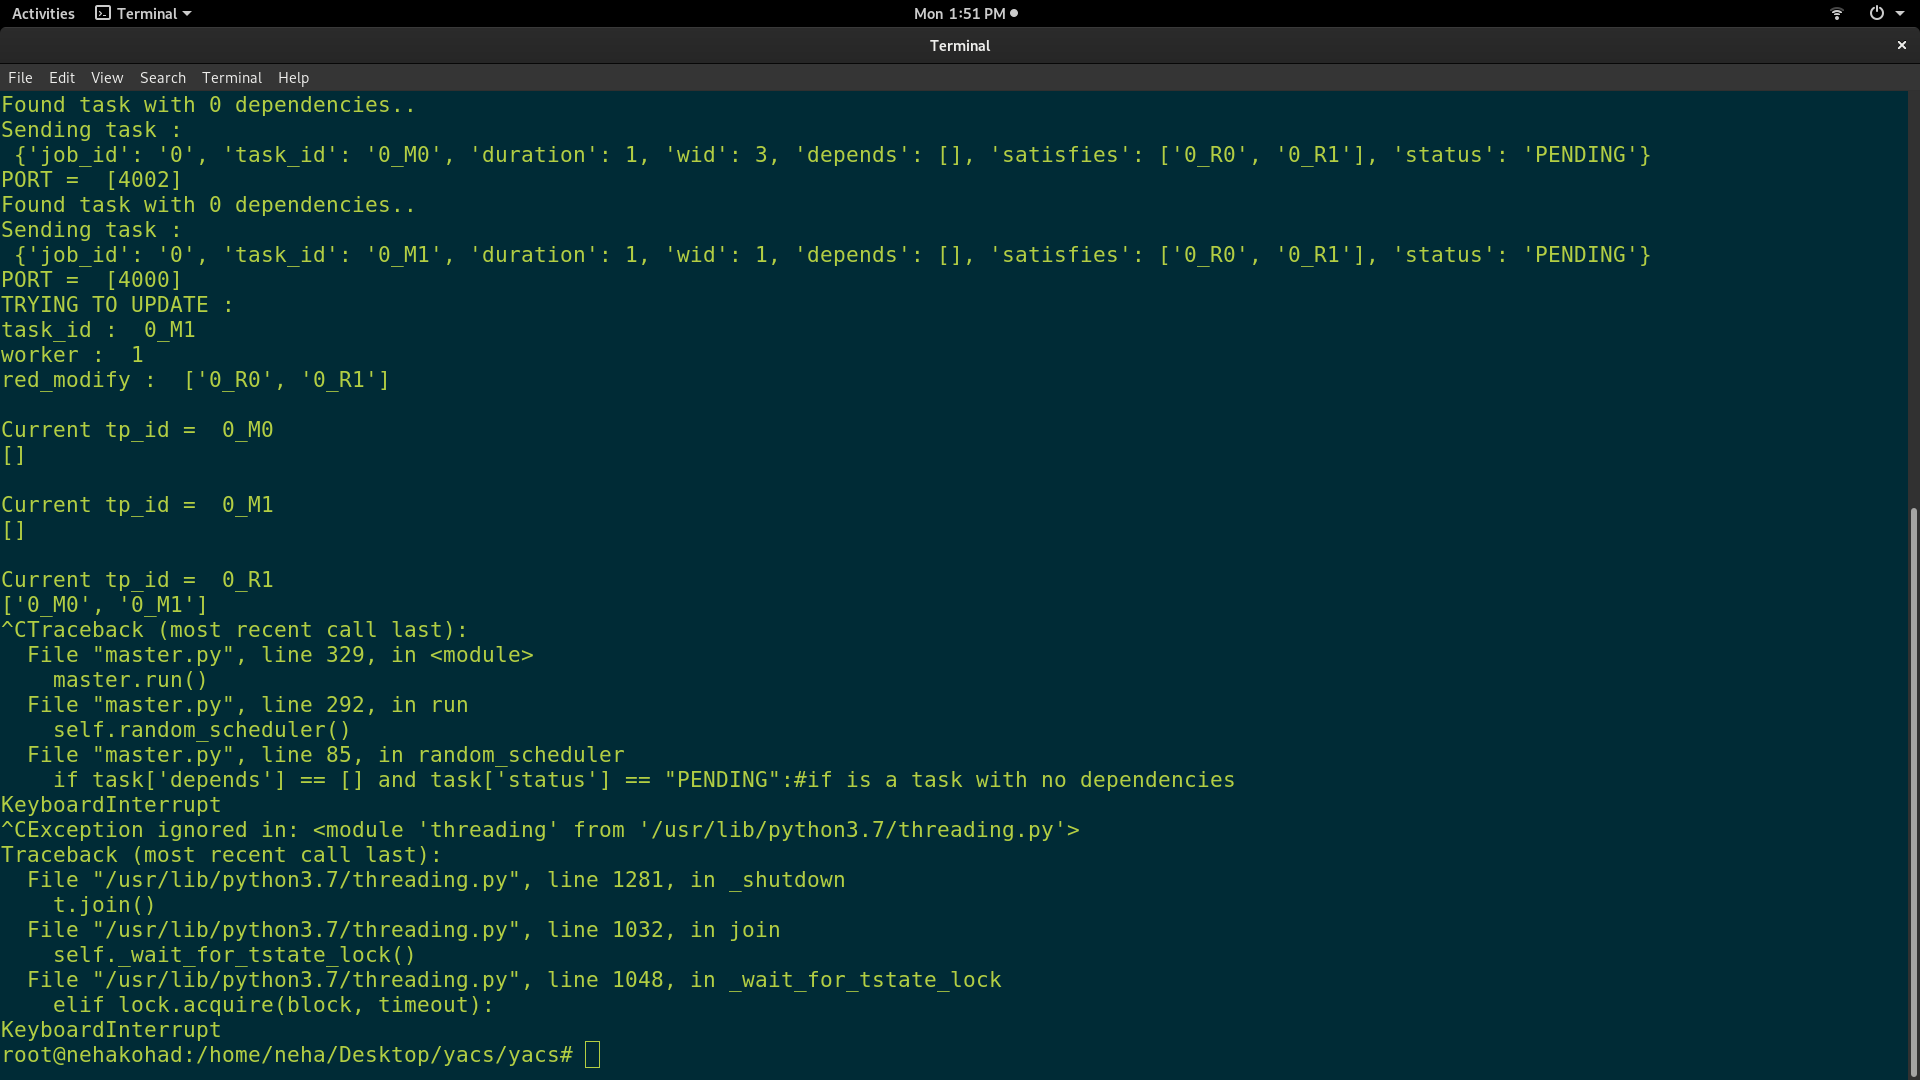 Activities Terminal Mon 1:51 PM
Terminal
File Edit View Search Terminal Help
Found task with 0 dependencies..
Sending task :
 {'job_id': '0', 'task_id': '0_M0', 'duration': 1, 'wid': 3, 'depends': [], 'satisfies': ['0_R0', '0_R1'], 'status': 'PENDING'}
PORT =  [4002]
Found task with 0 dependencies..
Sending task :
 {'job_id': '0', 'task_id': '0_M1', 'duration': 1, 'wid': 1, 'depends': [], 'satisfies': ['0_R0', '0_R1'], 'status': 'PENDING'}
PORT =  [4000]
TRYING TO UPDATE :
task_id :  0_M1
worker :  1
red_modify :  ['0_R0', '0_R1']
Current tp_id =  0_M0
[]
Current tp_id =  0_M1
[]
Current tp_id =  0_R1
['0_M0', '0_M1']
^CTraceback (most recent call last):
  File "master.py", line 329, in <module>
    master.run()
  File "master.py", line 292, in run
    self.random_scheduler()
  File "master.py", line 85, in random_scheduler
    if task['depends'] == [] and task['status'] == "PENDING":#if is a task with no dependencies
KeyboardInterrupt
^CException ignored in: <module 'threading' from '/usr/lib/python3.7/threading.py'>
Traceback (most recent call last):
  File "/usr/lib/python3.7/threading.py", line 1281, in _shutdown
    t.join()
  File "/usr/lib/python3.7/threading.py", line 1032, in join
    self._wait_for_tstate_lock()
  File "/usr/lib/python3.7/threading.py", line 1048, in _wait_for_tstate_lock
    elif lock.acquire(block, timeout):
KeyboardInterrupt
root@nehakohad:/home/neha/Desktop/yacs/yacs#